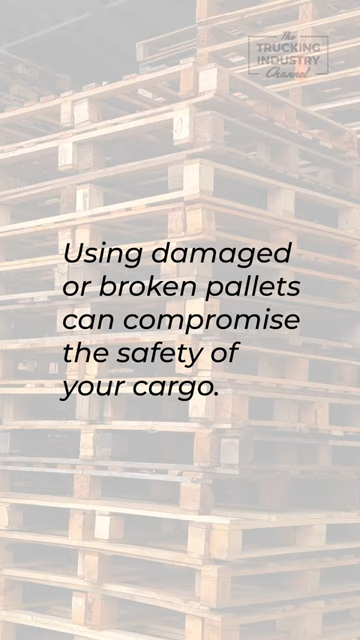 The
TRUCKING
INDUSTRY
Channel
Using damaged
or broken pallets
can compromise
the safety of
your cargo.